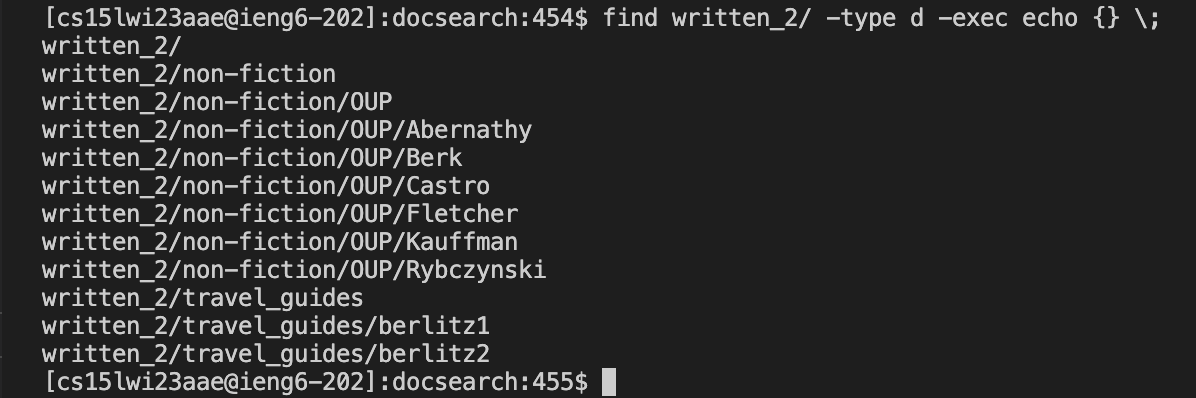 [cs15lwi23aae@ieng6-202]:docsearch:454$ find written_2/ -type d -exec echo {} \;
written_2/
written_2/non-fiction
written_2/non-fiction/OUP
written_2/non-fiction/OUP/Abernathy
written_2/non-fiction/OUP/Berk
written_2/non-fiction/OUP/Castro
written_2/non-fiction/OUP/Fletcher
written_2/non-fiction/OUP/Kauffman
written_2/non-fiction/OUP/Rybczynski
written_2/travel_guides
written_2/travel_guides/berlitz1
written_2/travel_guides/berlitz2
[cs15lwi23aae@ieng6-202]:docsearch:455$